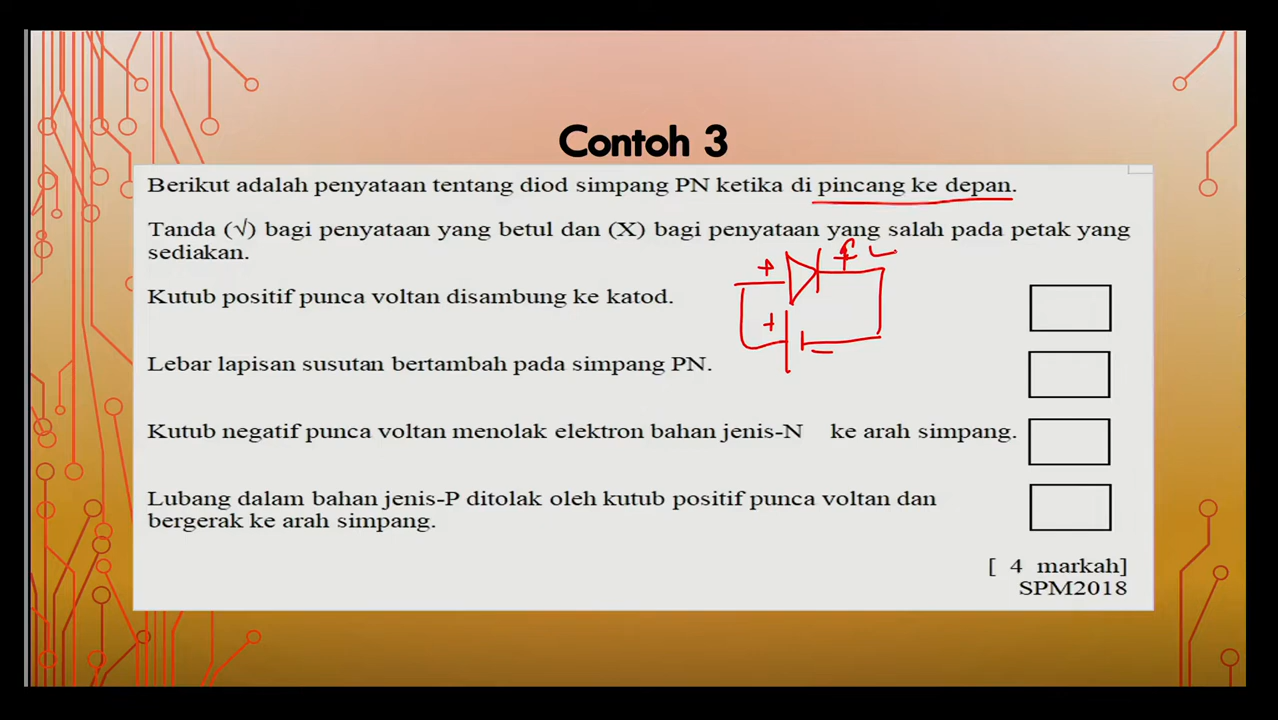 Contoh 3
Berikut adalah penyataan tentang diod simpang PN ketika di pincang ke depan.
Tanda (√) bagi penyataan yang betul dan (X) bagi penyataan yang salah pada petak yang
sediakan.
Kutub positif punca voltan disambung ke katod.
+
+
−
Lebar lapisan susutan bertambah pada simpang PN.
Kutub negatif punca voltan menolak elektron bahan jenis-N ke arah simpang.
Lubang dalam bahan jenis-P ditolak oleh kutub positif punca voltan dan
bergerak ke arah simpang.
[ 4 markah]
SPM2018